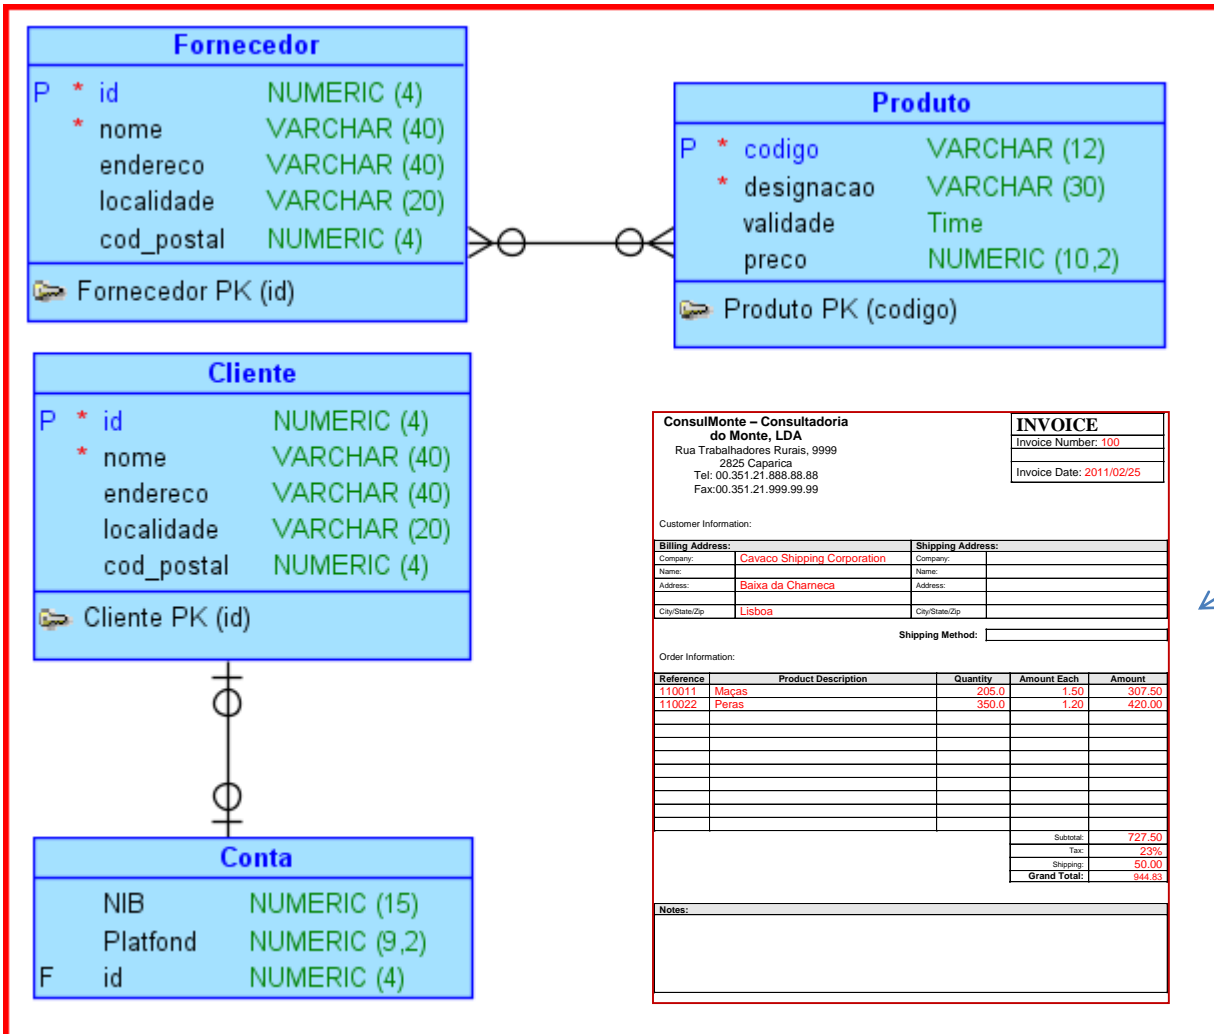 Fornecedor
P * id NUMERIC (4)
* nome VARCHAR (40)
endereco VARCHAR (40)
localidade VARCHAR (20)
cod_postal NUMERIC (4)
Fornecedor PK (id)
Produto
P * codigo VARCHAR (12)
* designacao VARCHAR (30)
validade Time
preco NUMERIC (10,2)
Produto PK (codigo)
Cliente
P * id NUMERIC (4)
* nome VARCHAR (40)
endereco VARCHAR (40)
localidade VARCHAR (20)
cod_postal NUMERIC (4)
Cliente PK (id)
Conta
NIB NUMERIC (15)
Platfond NUMERIC (9,2)
F id NUMERIC (4)
ConsulMonte – Consultadoria
do Monte, LDA
Rua Trabalhadores Rurais, 9999
2825 Caparica
Tel: 00.351.21.888.88.88
Fax:00.351.21.999.99.99
INVOICE
Invoice Number: 100
Invoice Date: 2011/02/25
Customer Information:
Billing Address: Shipping Address:
Company: Cavaco Shipping Corporation Company:
Name: Name:
Address: Baixa da Charneca Address:
City/State/Zip Lisboa City/State/Zip
Shipping Method:
Order Information:
Reference Product Description Quantity Amount Each Amount
110011 Maças 205.0 1.50 307.50
110022 Peras 350.0 1.20 420.00
Subtotal: 727.50
Tax: 23%
Shipping: 50.00
Grand Total: 944.83
Notes: